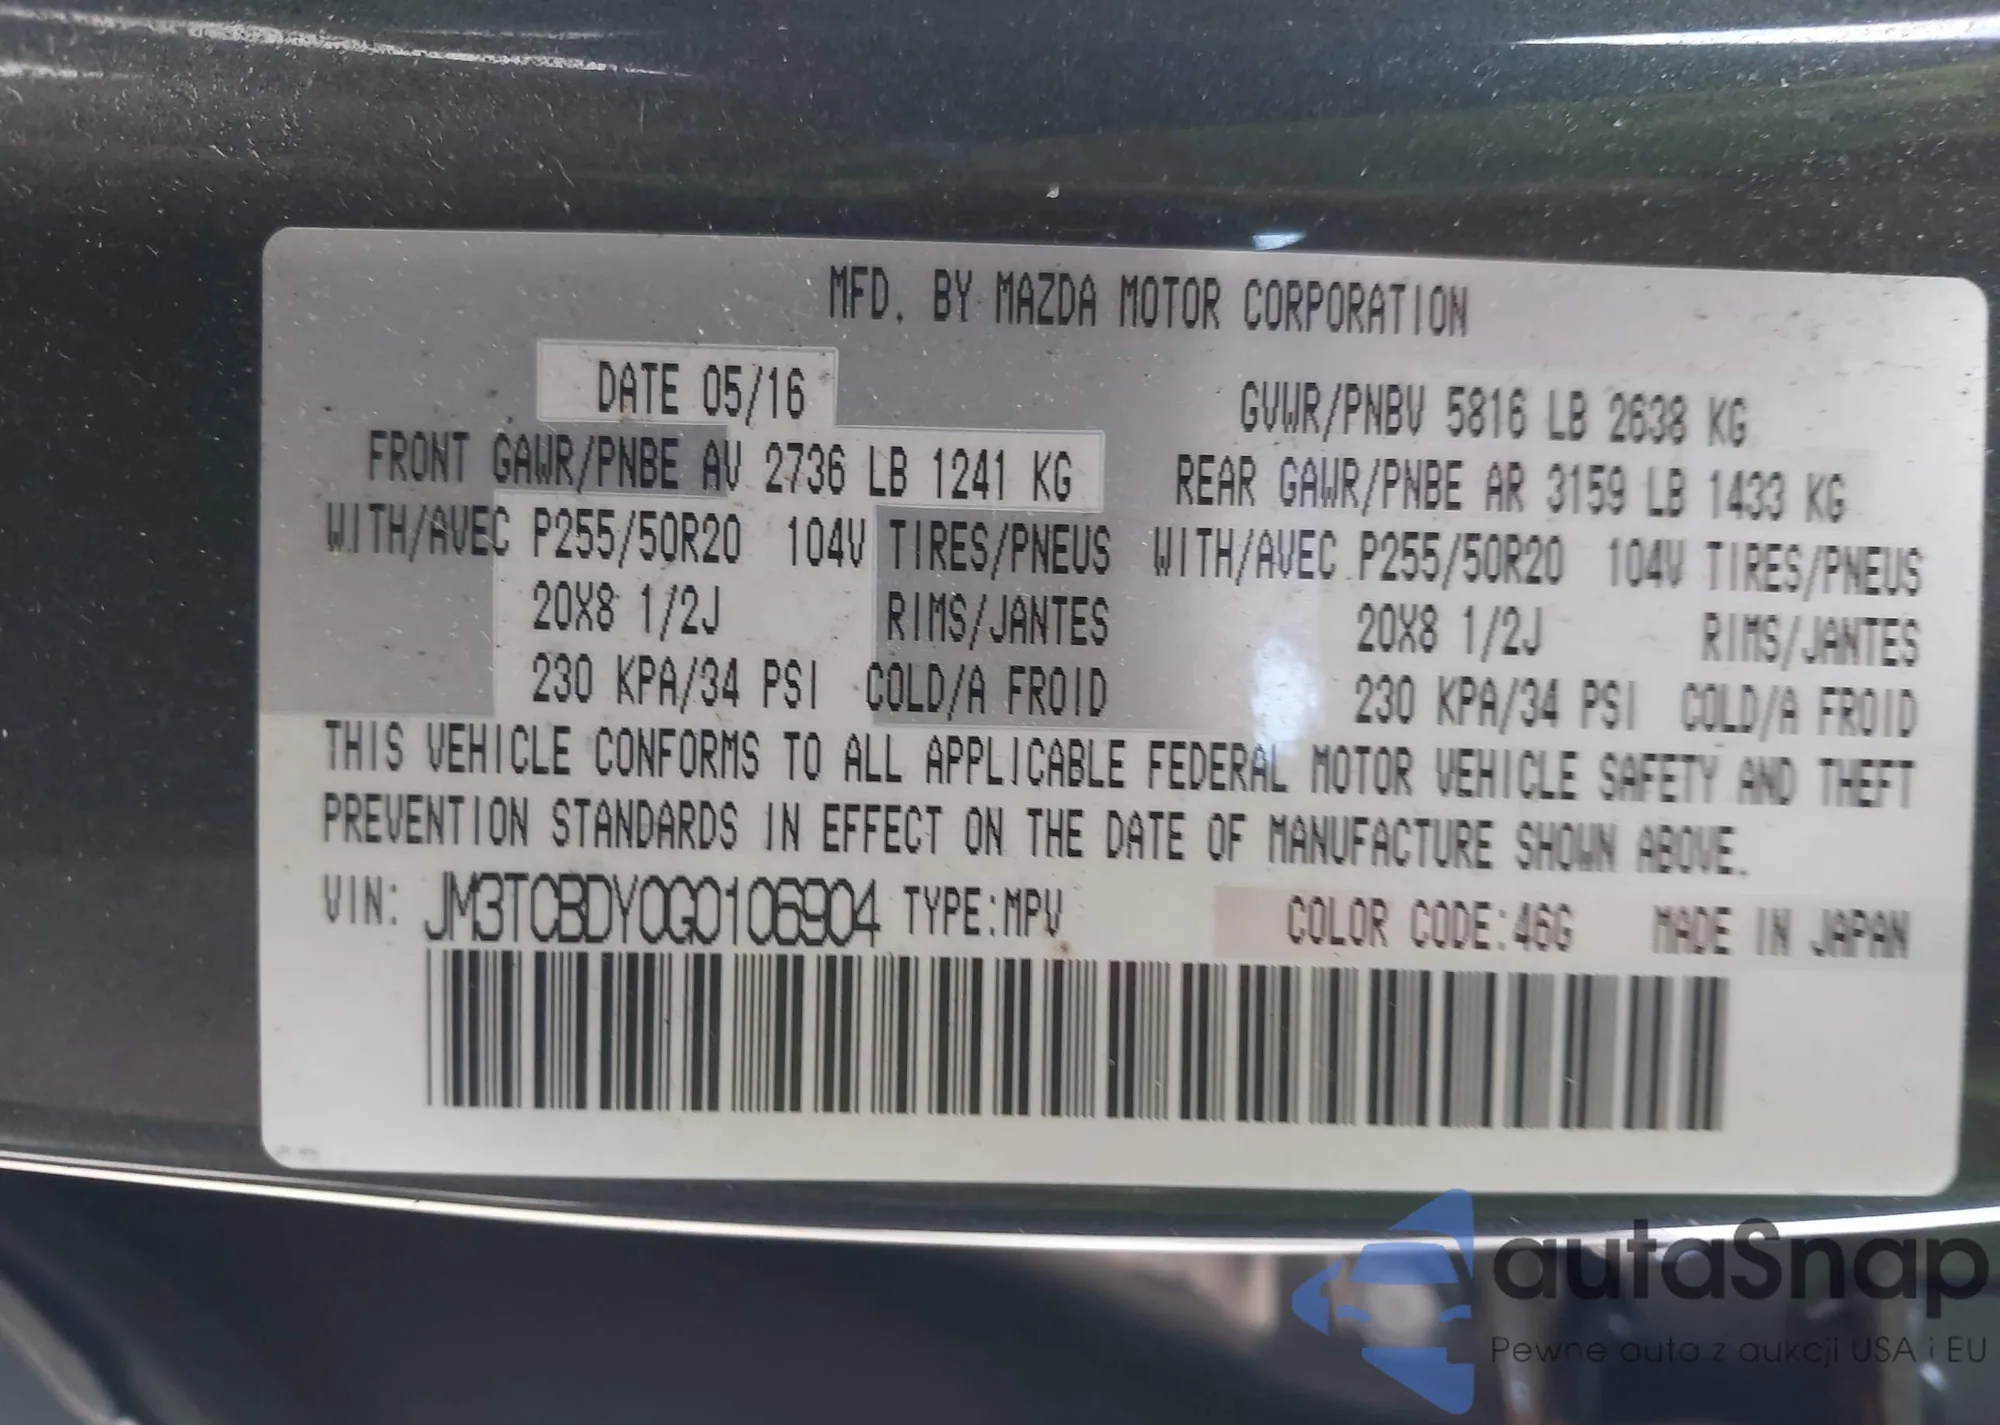 MFD. BY MAZDA MOTOR CORPORATION
DATE 05/16 GVWR/PNBV 5816 LB 2638 KG
FRONT GAWR/PNBE AV 2736 LB 1241 KG REAR GAWR/PNBE AR 3159 LB 1433 KG
WITH/AVEC P255/50R20 104V TIRES/PNEUS WITH/AVEC P255/50R20 104V TIRES/PNEUS
20X8 1/2J RIMS/JANTES 20X8 1/2J RIMS/JANTES
230 KPA/34 PSI COLD/A FROID 230 KPA/34 PSI COLD/A FROID
THIS VEHICLE CONFORMS TO ALL APPLICABLE FEDERAL MOTOR VEHICLE SAFETY AND THEFT
PREVENTION STANDARDS IN EFFECT ON THE DATE OF MANUFACTURE SHOWN ABOVE.
VIN: JM3TCBDY0G0106904 TYPE:MPV COLOR CODE:46G MADE IN JAPAN
autaSnap
Pewne auta z aukcji USA i EU